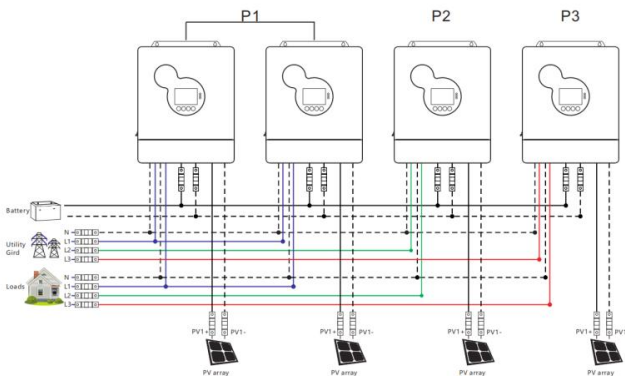 P1 P2 P3
Battery
Utility
Gird
N
L1
L2
L3
Loads
N
L1
L2
L3
PV1+ PV1- PV1+ PV1- PV1+ PV1- PV1+ PV1-
PV array PV array PV array PV array